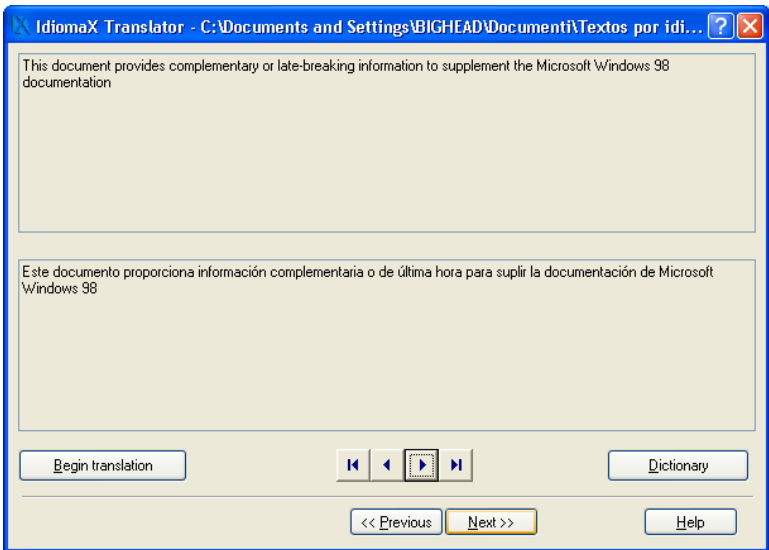 IdiomaX Translator - C:\Documents and Settings\BIGHEAD\Documenti\Textos por idi...
This document provides complementary or late-breaking information to supplement the Microsoft Windows 98
documentation
Este documento proporciona información complementaria o de última hora para suplir la documentación de Microsoft
Windows 98
Begin translation
Dictionary
<< Previous
Next >>
Help